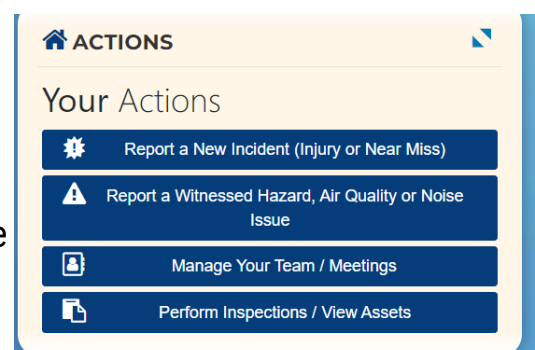 ACTIONS
Your Actions
Report a New Incident (Injury or Near Miss)
Report a Witnessed Hazard, Air Quality or Noise
Issue
e
Manage Your Team / Meetings
Perform Inspections / View Assets